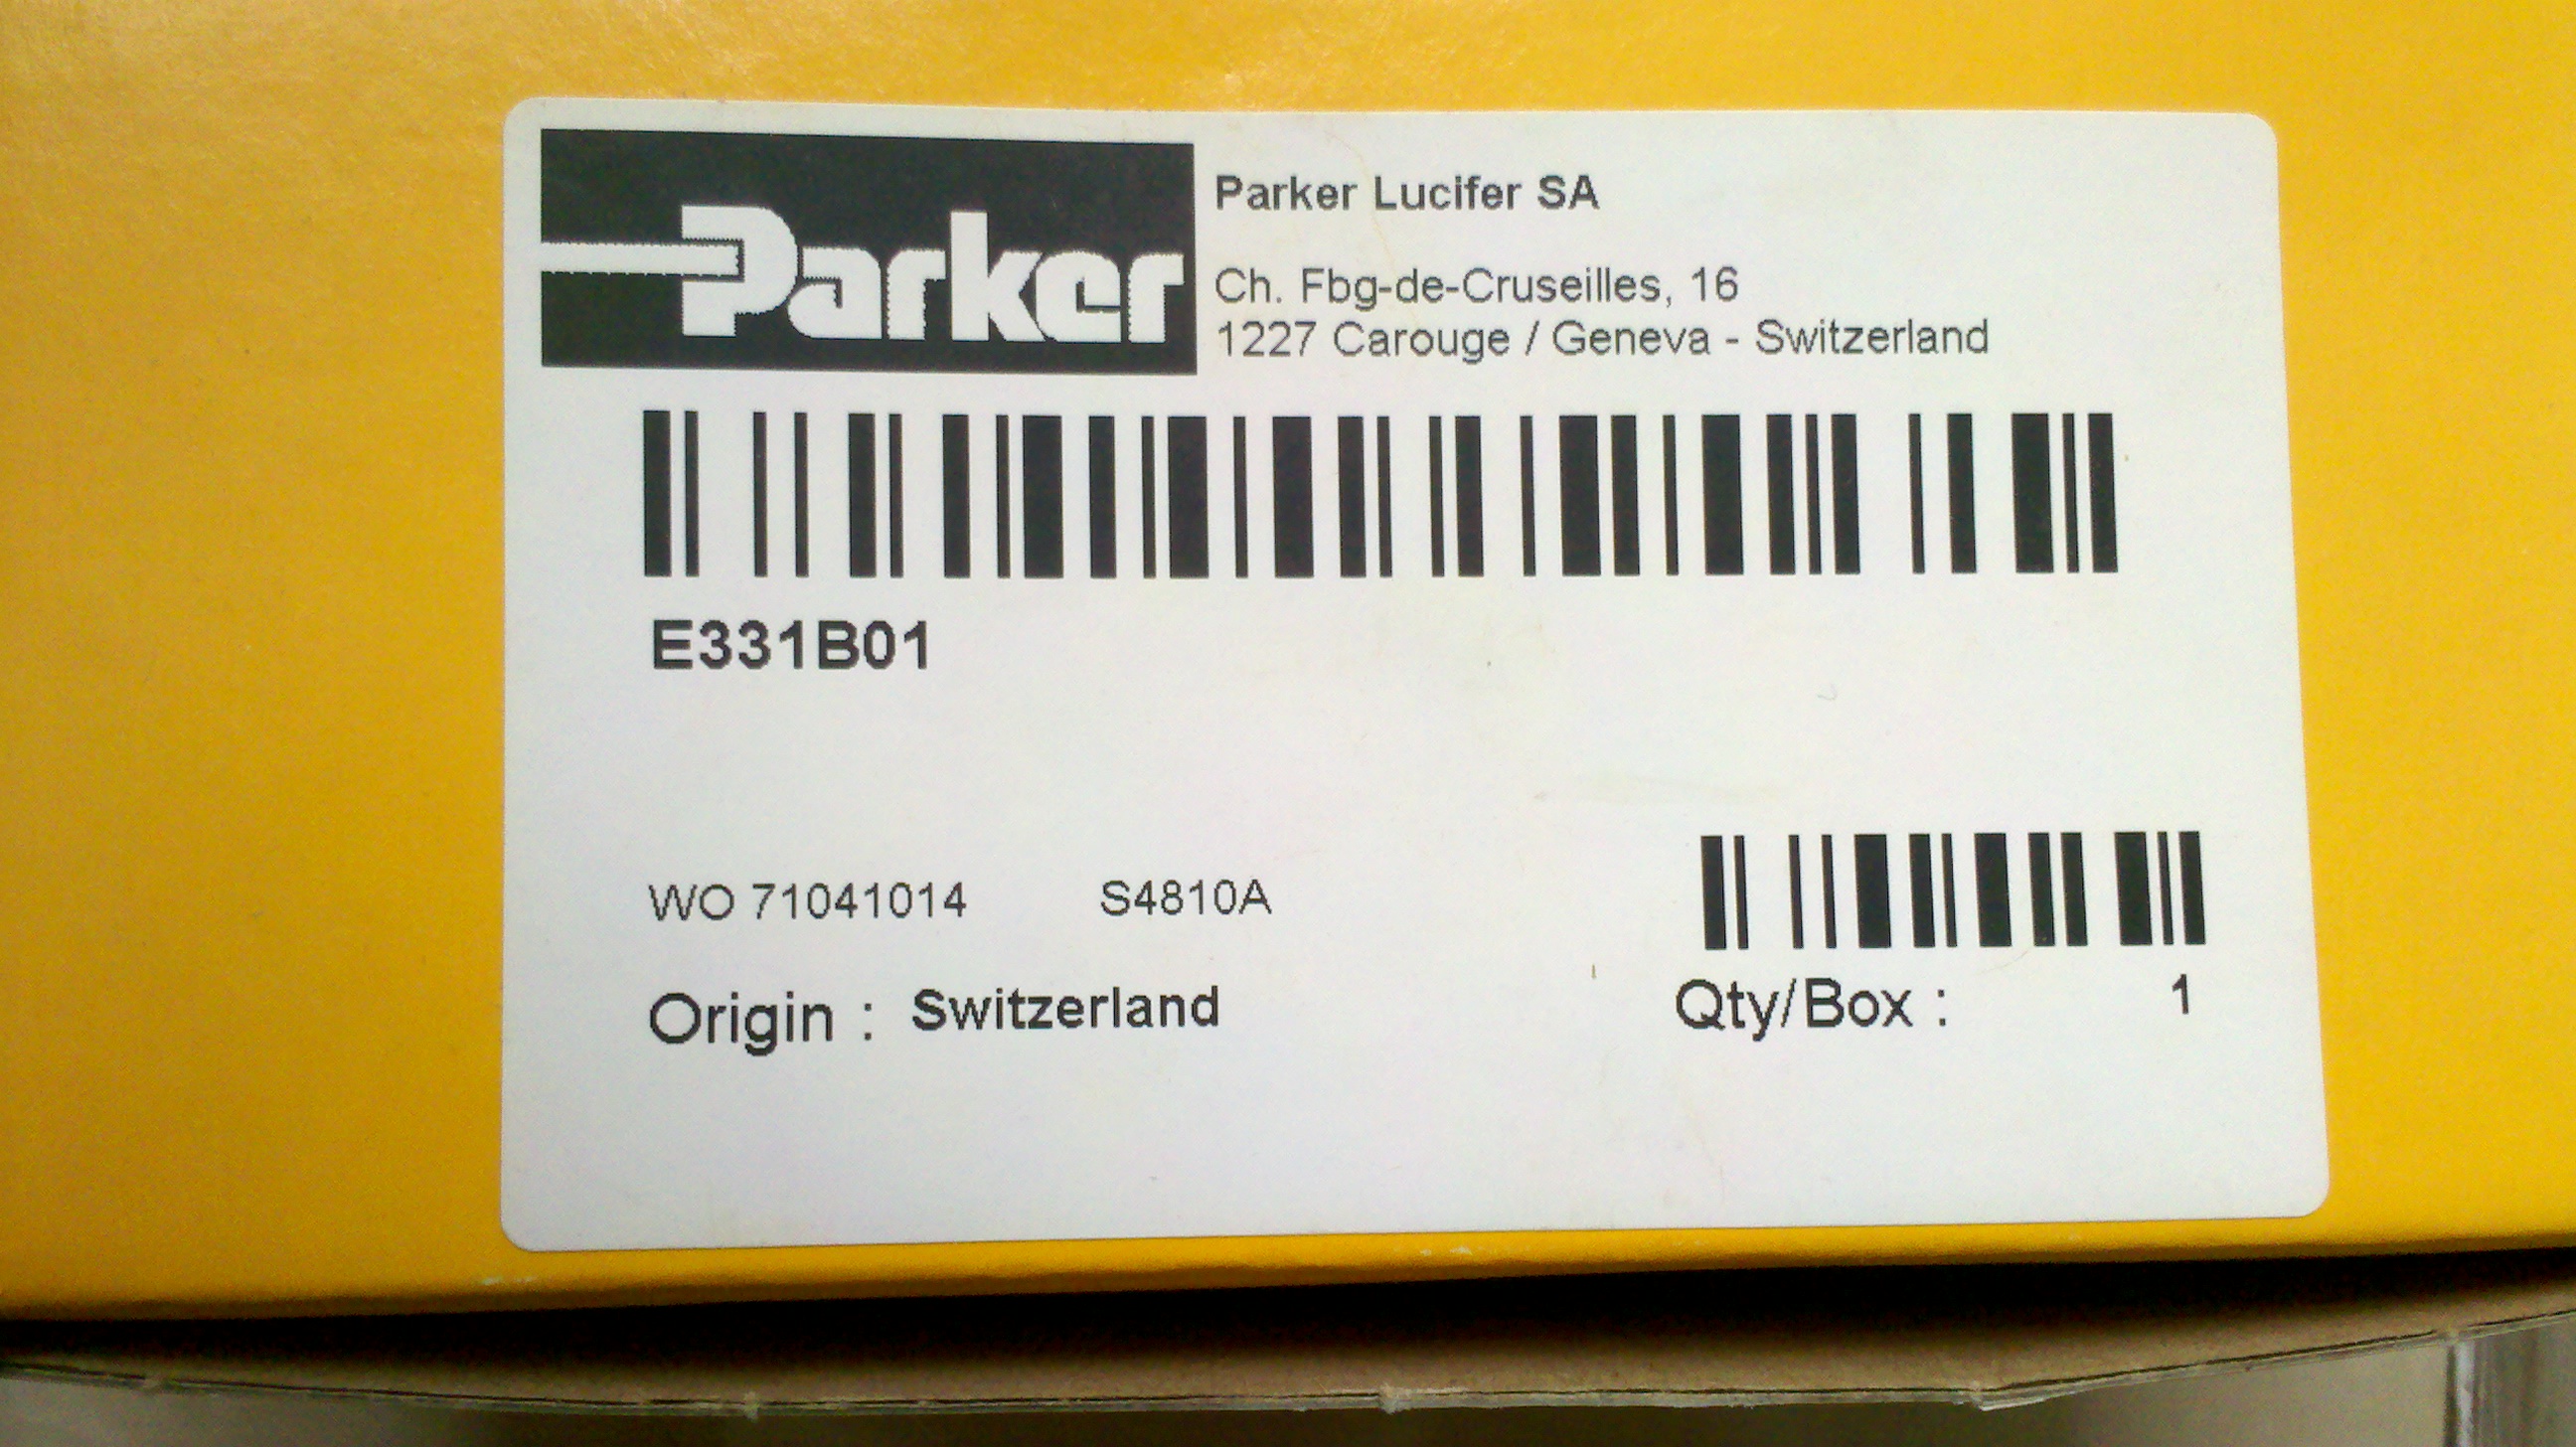 Parker
Parker Lucifer SA
Ch. Fbg-de-Cruseilles, 16
1227 Carouge / Geneva - Switzerland
E331B01
WO 71041014 S4810A
Origin : Switzerland
Qty/Box : 1